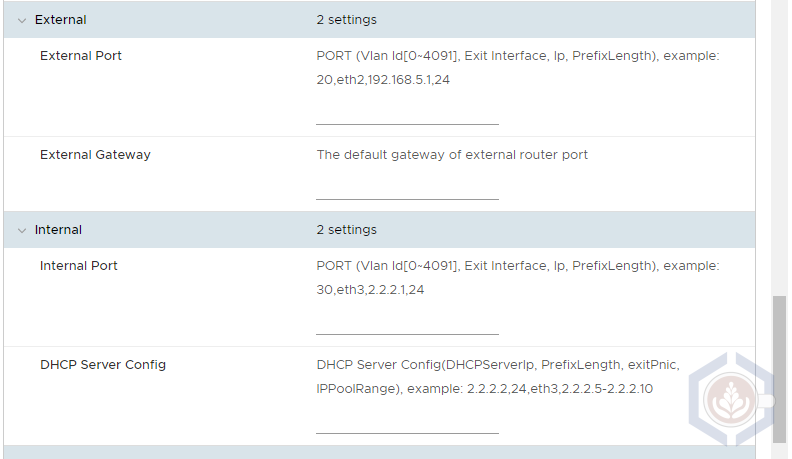 External 2 settings
External Port PORT (Vlan Id[0~4091], Exit Interface, Ip, PrefixLength), example:
20,eth2,192.168.5.1,24
External Gateway The default gateway of external router port
Internal 2 settings
Internal Port PORT (Vlan Id[0~4091], Exit Interface, Ip, PrefixLength), example:
30,eth3,2.2.2.1,24
DHCP Server Config DHCP Server Config(DHCPServerIp, PrefixLength, exitPnic,
IPPoolRange), example: 2.2.2.2,24,eth3,2.2.2.5-2.2.2.10